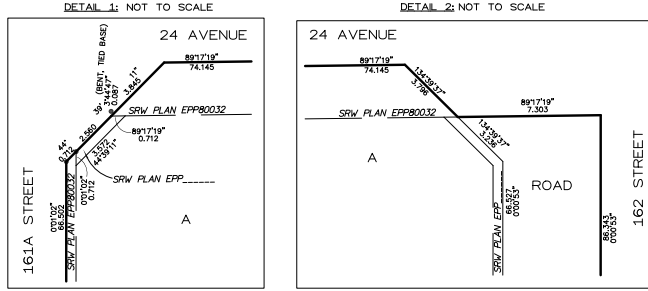 DETAIL 1: NOT TO SCALE
24 AVENUE
89°17'19"
74.145
(BENT, TIED BASE)
3°44'47"
0.087
44° 39' 11"
2.560
3.845
SRW PLAN EPP80032
89°17'19"
0.712
0.712
3.572
44°39'11"
0°01'02"
0.712
SRW PLAN EPP______
0°01'02"
66.502
SRW PLAN EPP80032
A
161A STREET
DETAIL 2: NOT TO SCALE
24 AVENUE
89°17'19"
74.145
134°39'37"
3.796
SRW PLAN EPP80032
89°17'19"
7.303
134°39'37"
3.236
A
ROAD
SRW PLAN EPP______
66.527
0°00'53"
86.343
0°00'53"
162 STREET